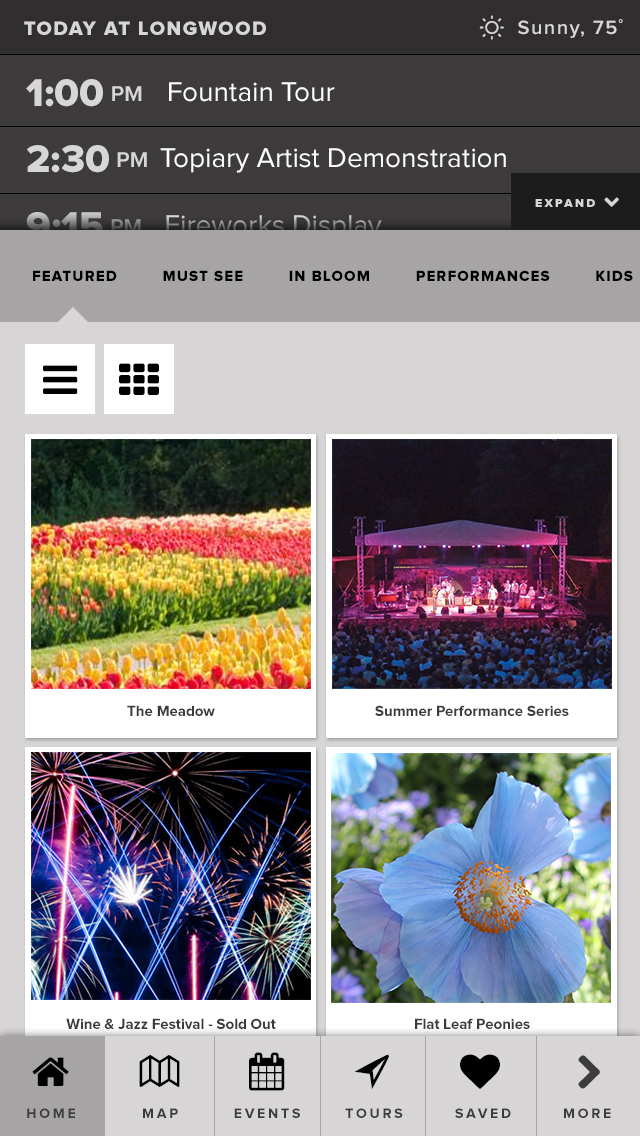 TODAY AT LONGWOOD Sunny, 75°
1:00 PM Fountain Tour
2:30 PM Topiary Artist Demonstration
9:15 PM Fireworks Display
EXPAND
FEATURED MUST SEE IN BLOOM PERFORMANCES KIDS
The Meadow Summer Performance Series
Wine & Jazz Festival - Sold Out Flat Leaf Peonies
HOME MAP EVENTS TOURS SAVED MORE